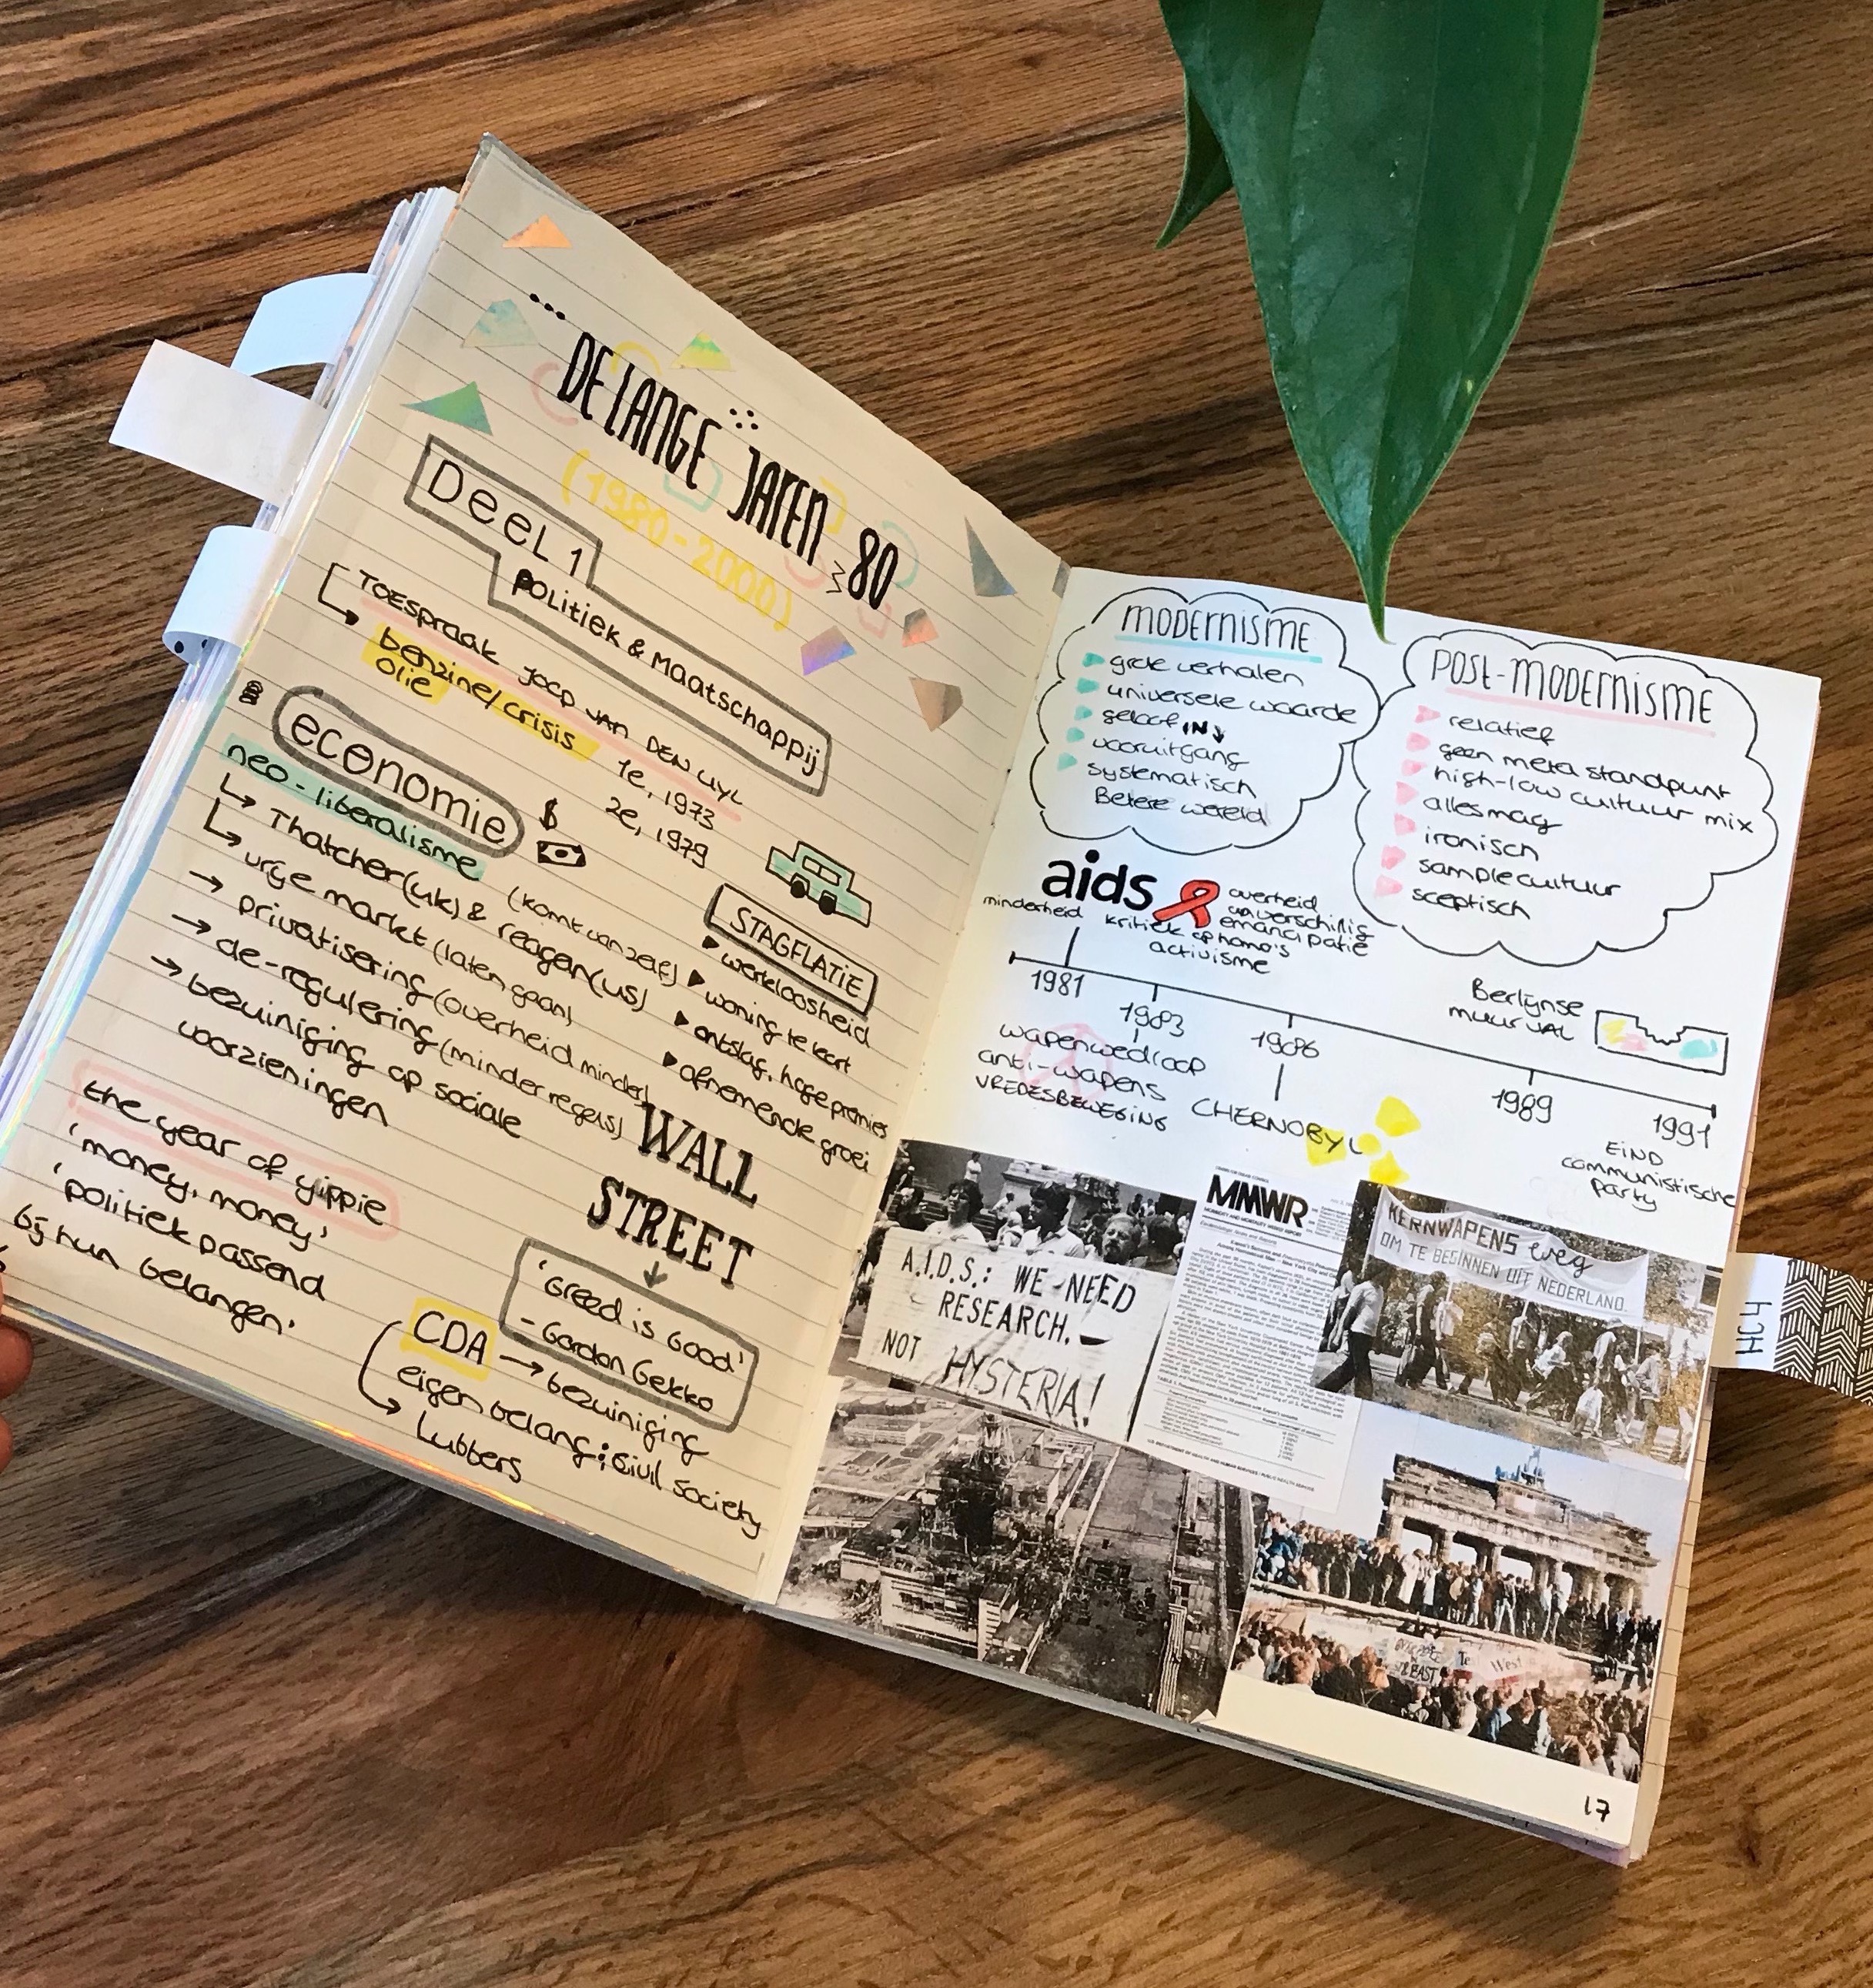 DE LANGE JAREN 80
(1980-2000)
Deel 1
Politiek & Maatschappij
Toespraak Joop van den Uyl
benzine/crisis 1e, 1973
olie 2e, 1979
economie
$
neo-liberalisme
Thatcher (uk) & reagen (us)
(komt van zelf)
vrije markt (laten gaan)
privatisering (overheid minder)
de-regulering (minder regels)
bezuiniging op sociale
voorzieningen
STAGFLATIE
werkloosheid
woning te kort
ontslag, hoge premies
afnemende groei
the year of yippie
'money, money'
'politiek passend
bij hun belangen.'
WALL
STREET
'Greed is Good'
- Gordon Gekko
CDA → bezuiniging
eigen belang; civil society
Lubbers
MODERNISME
grote verhalen
universele waarde
geloof IN
vooruitgang
systematisch
Betere wereld
POST-MODERNISME
relatief
geen meta standpunt
high-low cultuur mix
alles mag
ironisch
sample cultuur
sceptisch
aids
minderheid
overheid
onverschillig
emancipatie
kritiek op homo's
activisme
1981
1983
wapenwedloop
anti-wapens
VREDESBEWEGING
1986
CHERNOBYL
Berlijnse
muur VAL
1989
1991
EIND
communistische
party
A.I.D.S.: WE NEED
RESEARCH.
NOT HYSTERIA!
MMWR
KERNWAPENS weg
OM TE BEGINNEN UIT NEDERLAND.
West
HC4
17